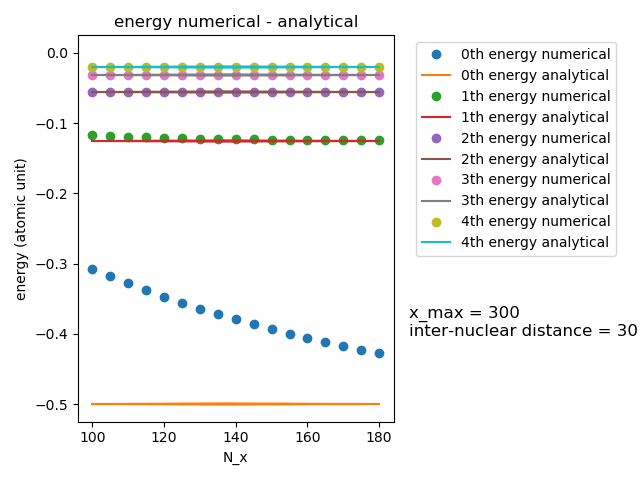 energy numerical - analytical
energy (atomic unit)
0.0
−0.1
−0.2
−0.3
−0.4
−0.5
100
120
140
160
180
N_x
0th energy numerical
0th energy analytical
1th energy numerical
1th energy analytical
2th energy numerical
2th energy analytical
3th energy numerical
3th energy analytical
4th energy numerical
4th energy analytical
x_max = 300
inter-nuclear distance = 30